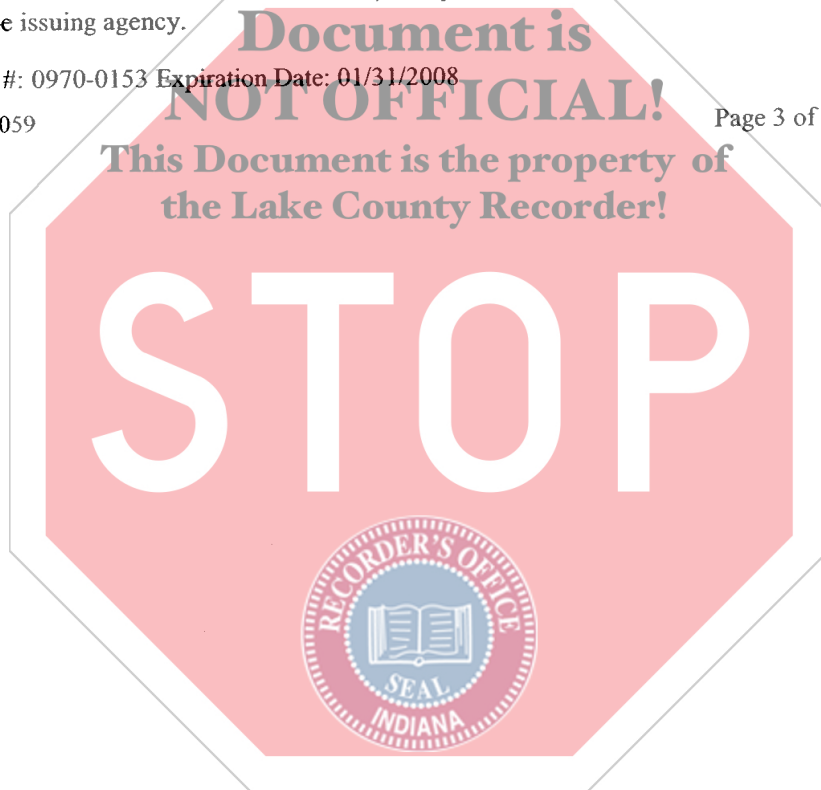 e issuing agency.
Document is
#: 0970-0153 Expiration Date: 01/31/2008
NOT OFFICIAL!
059
Page 3 of
This Document is the property of
the Lake County Recorder!
STOP
RECORDER'S OFFICE
SEAL
INDIANA